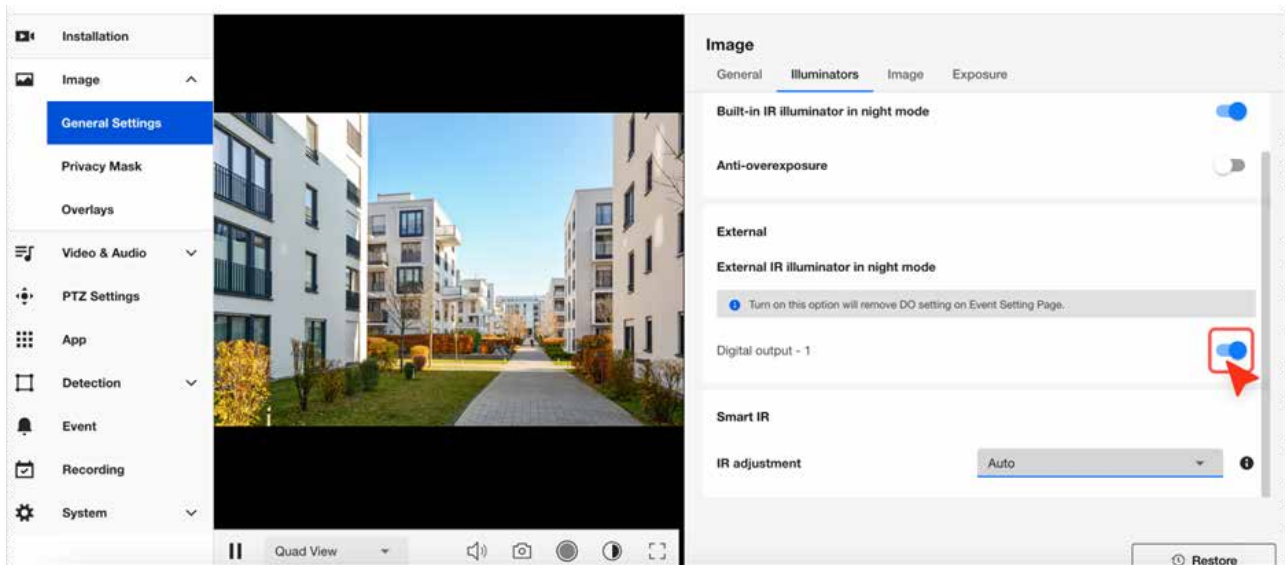 Installation
Image
General Settings
Privacy Mask
Overlays
Video & Audio
PTZ Settings
App
Detection
Event
Recording
System
Quad View
Image
General Illuminators Image Exposure
Built-in IR illuminator in night mode
Anti-overexposure
External
External IR illuminator in night mode
Turn on this option will remove DO setting on Event Setting Page.
Digital output - 1
Smart IR
IR adjustment Auto
Restore